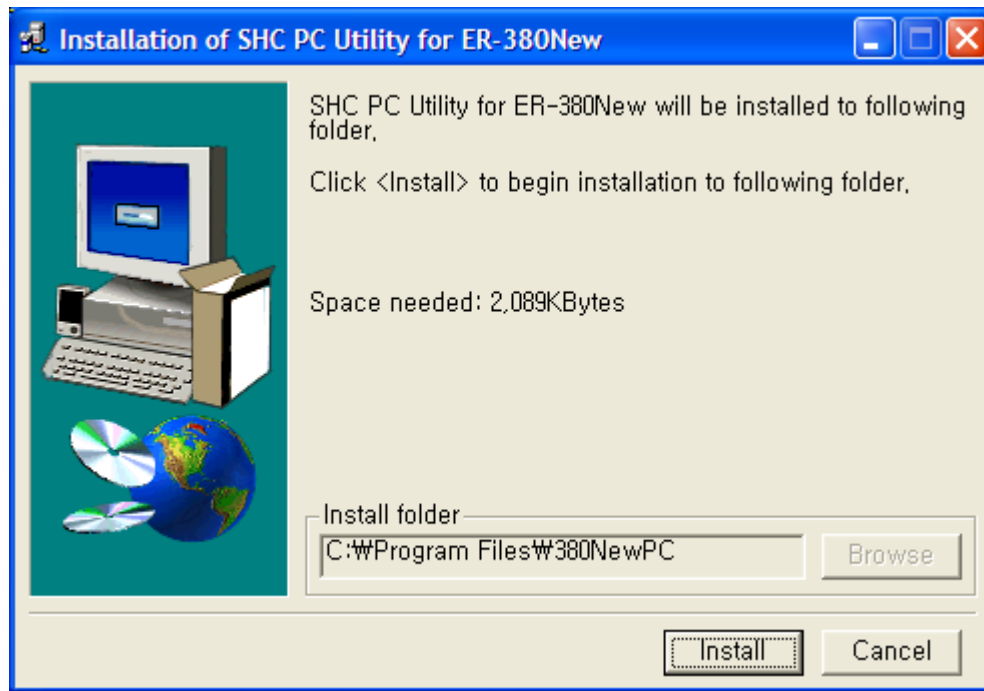 Installation of SHC PC Utility for ER-380New
SHC PC Utility for ER-380New will be installed to following
folder,
Click <Install> to begin installation to following folder,
Space needed: 2,089KBytes
Install folder
C:₩Program Files₩380NewPC
Browse
Install
Cancel